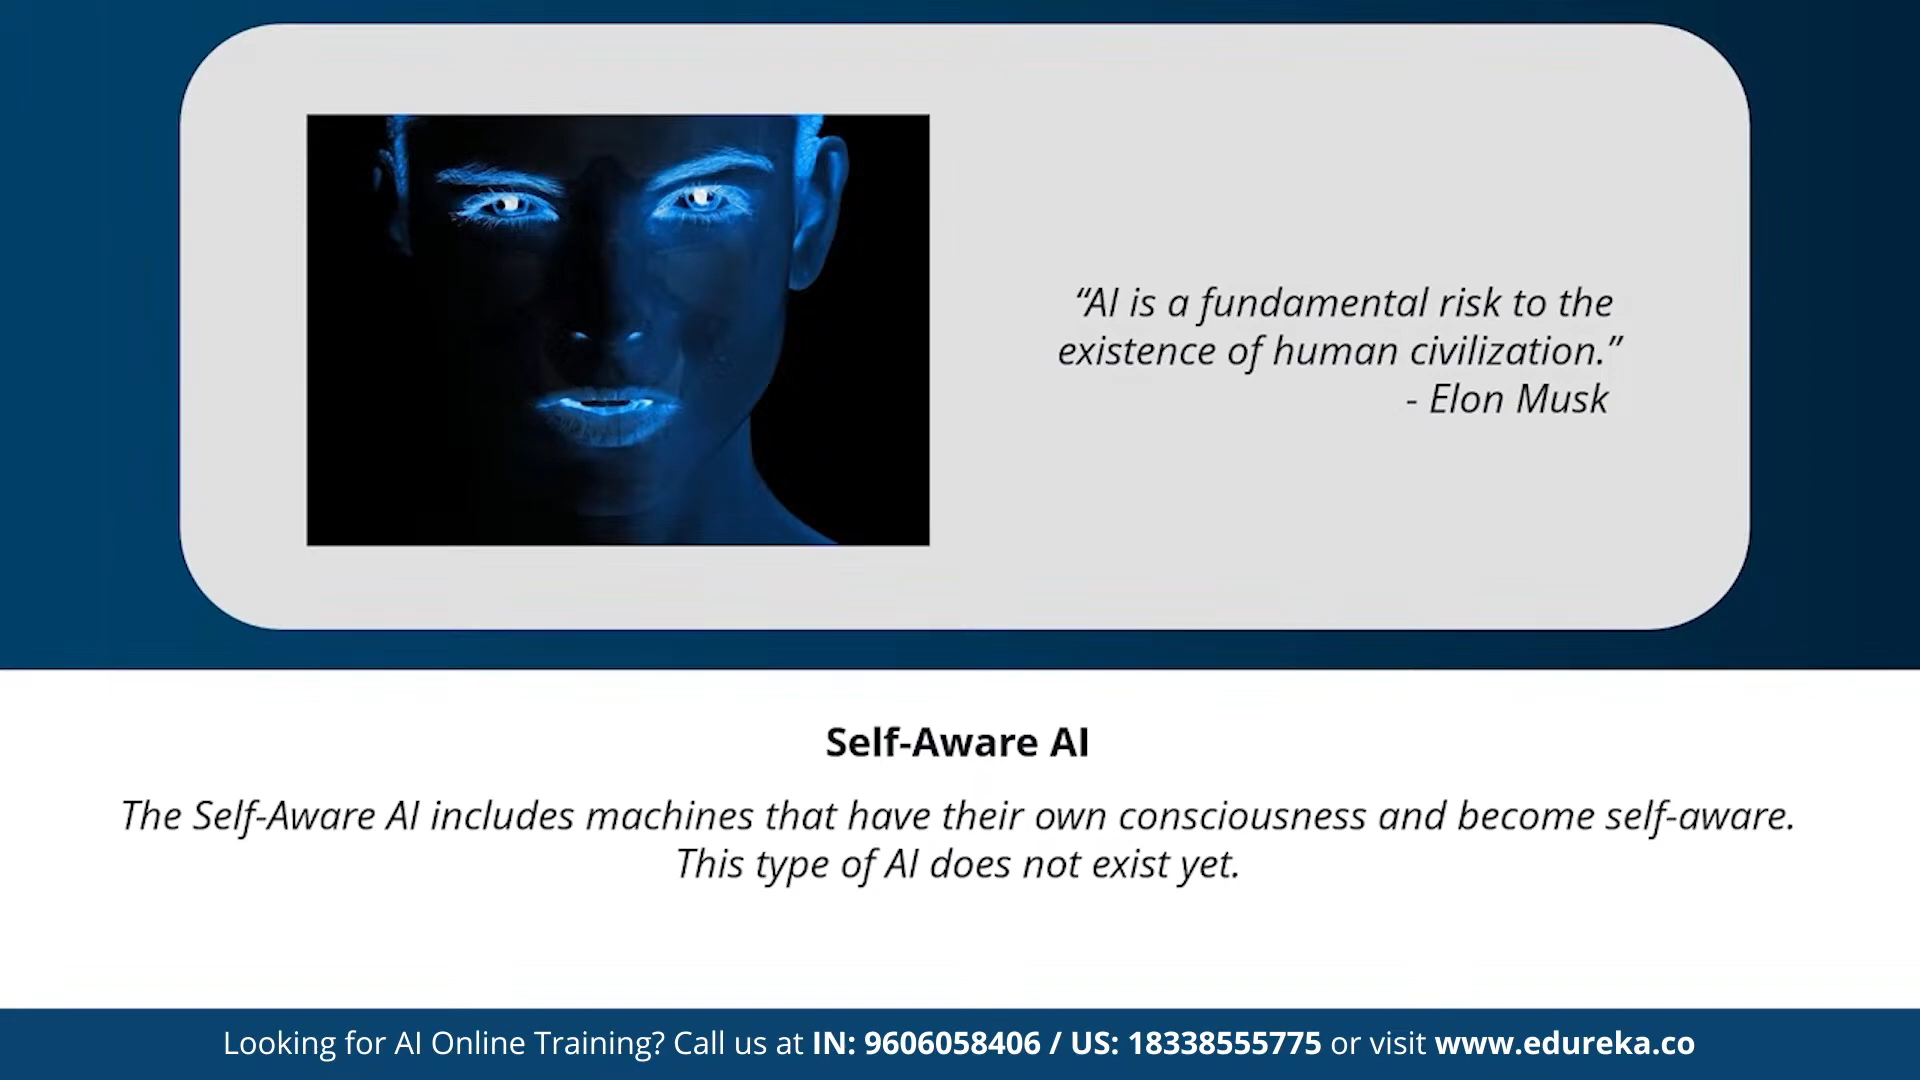 “AI is a fundamental risk to the
existence of human civilization.”
- Elon Musk
Self-Aware AI
The Self-Aware AI includes machines that have their own consciousness and become self-aware.
This type of AI does not exist yet.
Looking for AI Online Training? Call us at IN: 9606058406 / US: 18338555775 or visit www.edureka.co